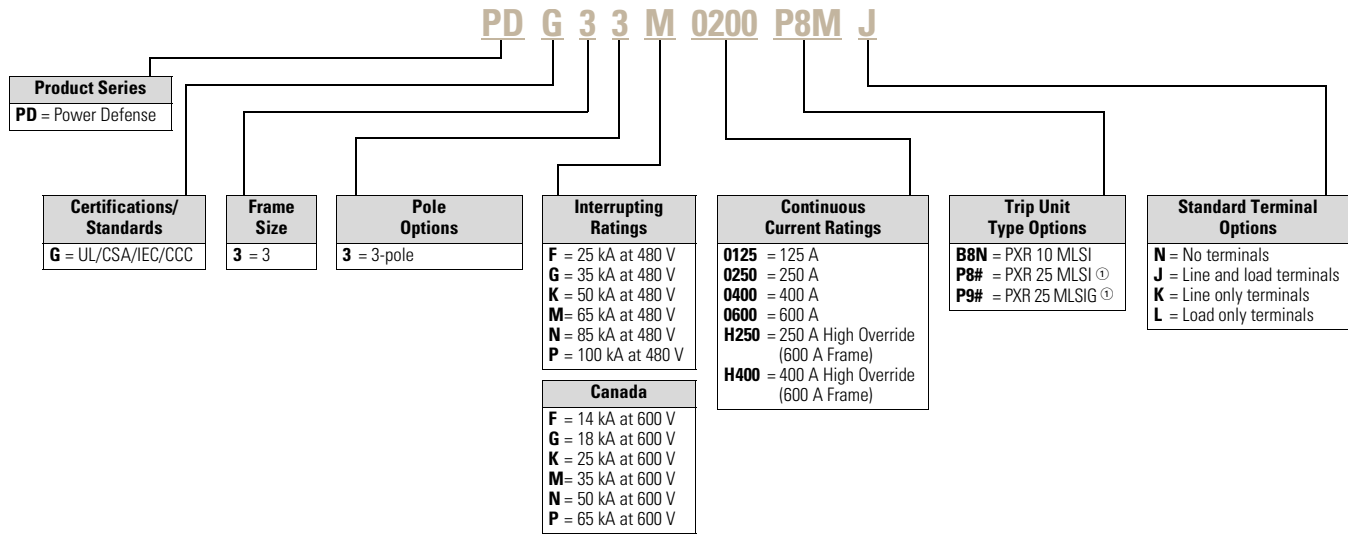 PD G 3 3 M 0200 P8M J
Product Series
PD = Power Defense
Certifications/
Standards
G = UL/CSA/IEC/CCC
Frame
Size
3 = 3
Pole
Options
3 = 3-pole
Interrupting
Ratings
F = 25 kA at 480 V
G = 35 kA at 480 V
K = 50 kA at 480 V
M= 65 kA at 480 V
N = 85 kA at 480 V
P = 100 kA at 480 V
Canada
F = 14 kA at 600 V
G = 18 kA at 600 V
K = 25 kA at 600 V
M= 35 kA at 600 V
N = 50 kA at 600 V
P = 65 kA at 600 V
Continuous
Current Ratings
0125 = 125 A
0250 = 250 A
0400 = 400 A
0600 = 600 A
H250 = 250 A High Override
(600 A Frame)
H400 = 400 A High Override
(600 A Frame)
Trip Unit
Type Options
B8N = PXR 10 MLSI
P8# = PXR 25 MLSI ①
P9# = PXR 25 MLSIG ①
Standard Terminal
Options
N = No terminals
J = Line and load terminals
K = Line only terminals
L = Load only terminals